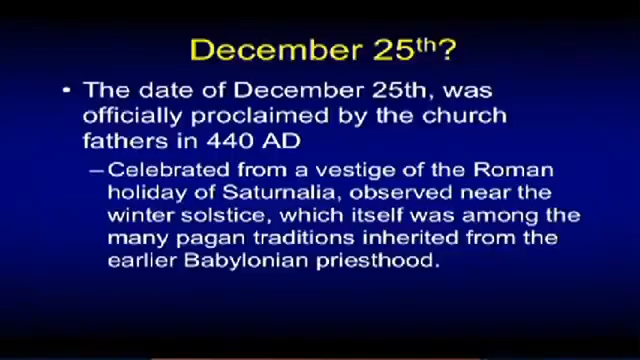 December 25th?
• The date of December 25th, was
officially proclaimed by the church
fathers in 440 AD
–Celebrated from a vestige of the Roman
holiday of Saturnalia, observed near the
winter solstice, which itself was among the
many pagan traditions inherited from the
earlier Babylonian priesthood.